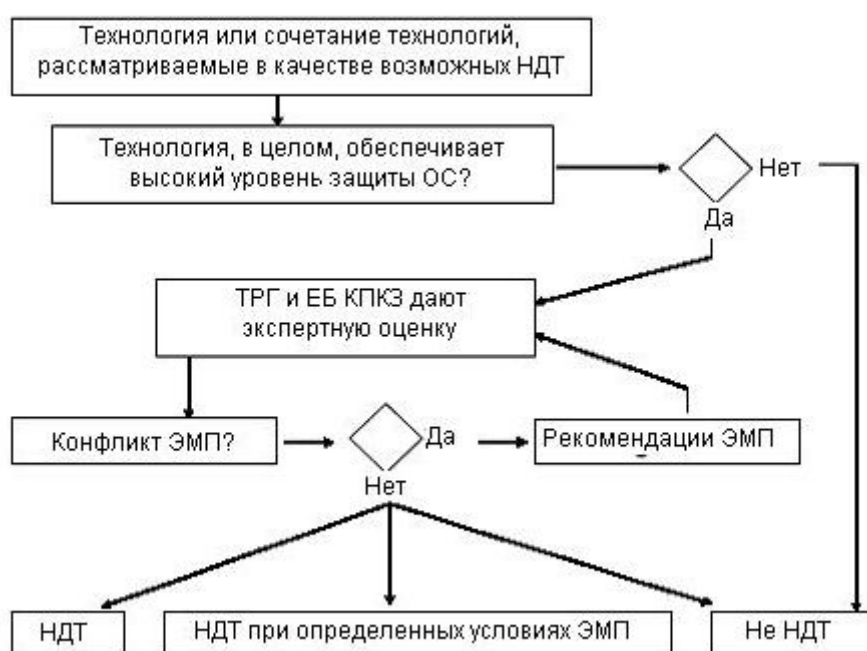 Технология или сочетание технологий,
рассматриваемые в качестве возможных НДТ
Технология, в целом, обеспечивает
высокий уровень защиты ОС?
Нет
Да
ТРГ и ЕБ КПКЗ дают
экспертную оценку
Конфликт ЭМП?
Да
Рекомендации ЭМП
Нет
НДТ
НДТ при определенных условиях ЭМП
Не НДТ